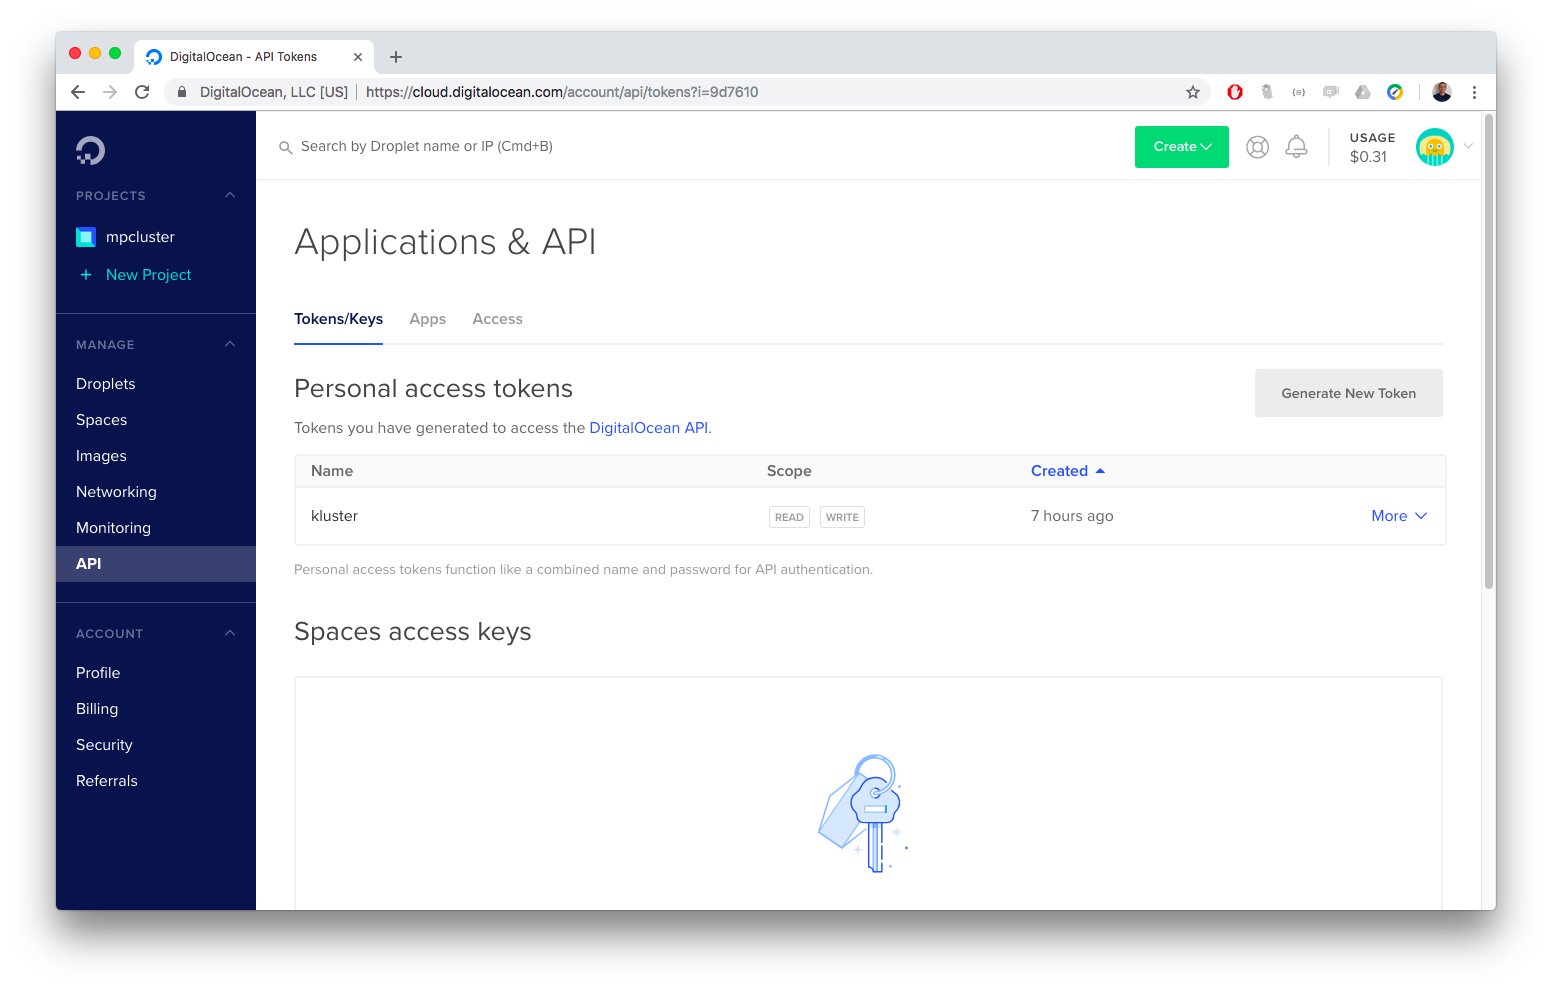 DigitalOcean - API Tokens
DigitalOcean, LLC [US] | https://cloud.digitalocean.com/account/api/tokens?i=9d7610
Search by Droplet name or IP (Cmd+B)
Create
USAGE
$0.31
PROJECTS
mpcluster
+ New Project
MANAGE
Droplets
Spaces
Images
Networking
Monitoring
API
ACCOUNT
Profile
Billing
Security
Referrals
Applications & API
Tokens/Keys Apps Access
Personal access tokens
Generate New Token
Tokens you have generated to access the DigitalOcean API.
Name Scope Created
kluster READ WRITE 7 hours ago More
Personal access tokens function like a combined name and password for API authentication.
Spaces access keys